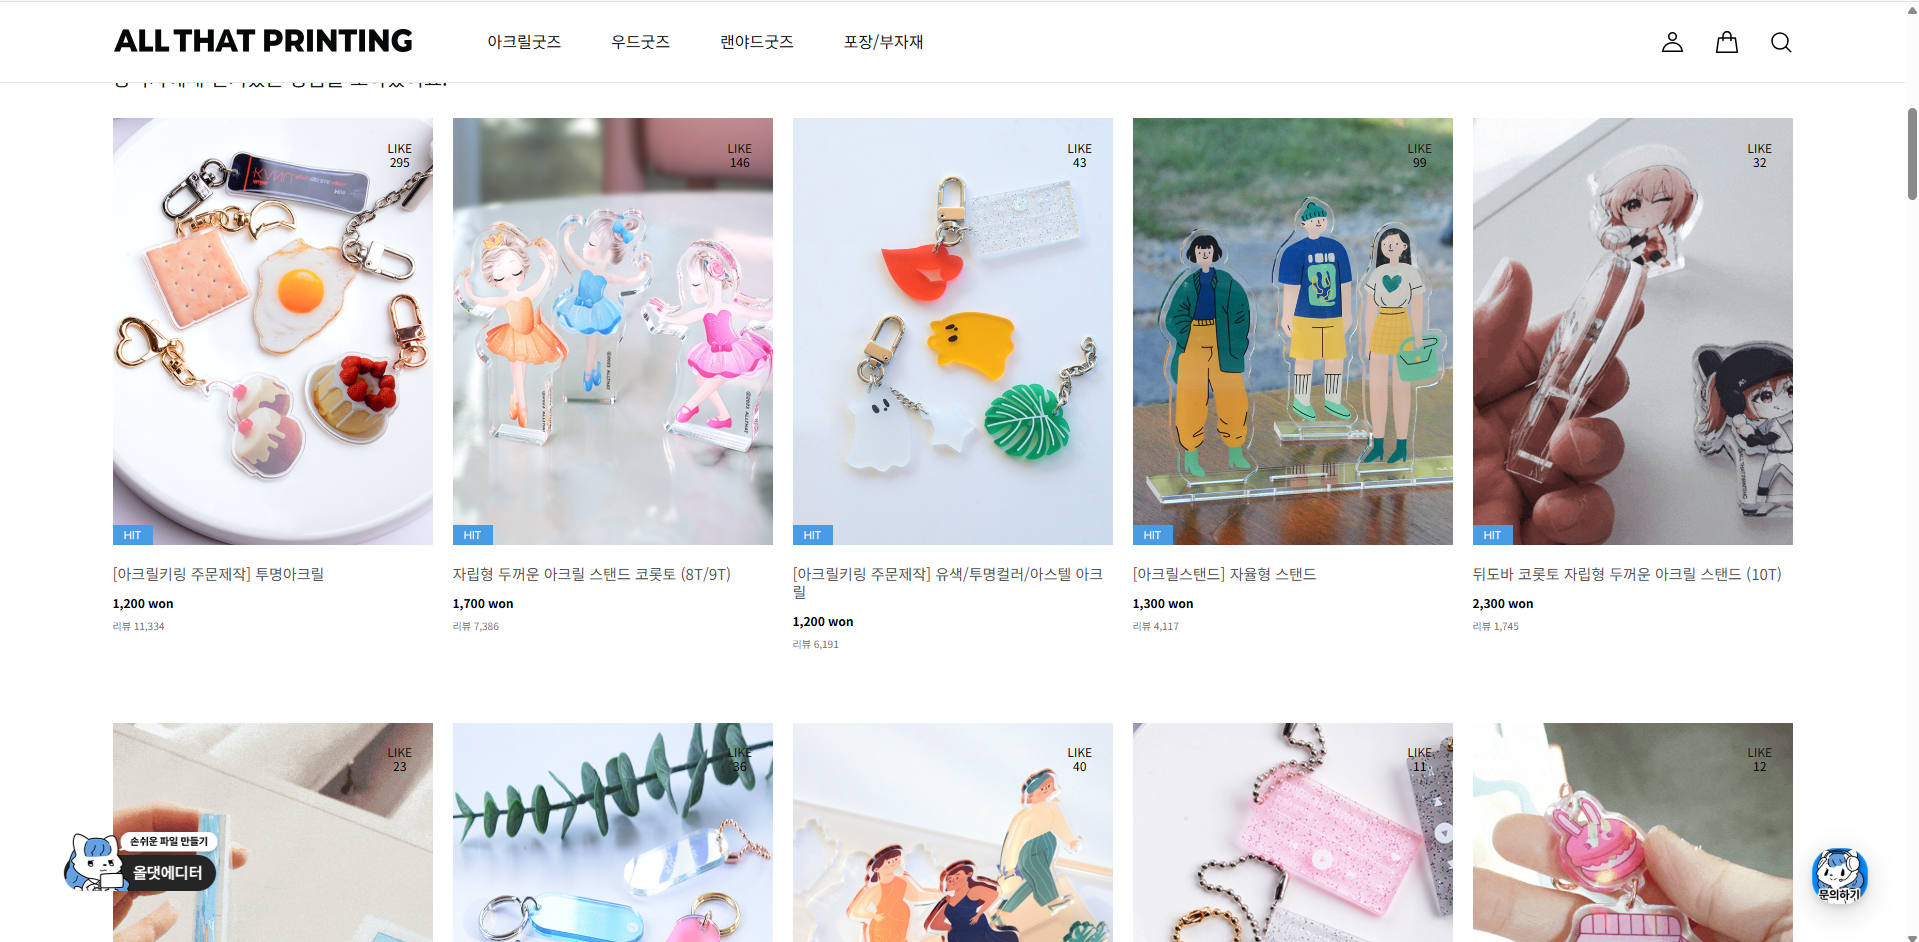 ALL THAT PRINTING
아크릴굿즈
우드굿즈
랜야드굿즈
포장/부자재
LIKE
295
LIKE
146
LIKE
43
LIKE
99
LIKE
32
HIT
HIT
HIT
HIT
HIT
[아크릴키링 주문제작] 투명아크릴
1,200 won
리뷰 11,334
자립형 두꺼운 아크릴 스탠드 코롯토 (8T/9T)
1,700 won
리뷰 7,386
[아크릴키링 주문제작] 유색/투명컬러/아스텔 아크
릴
1,200 won
리뷰 6,191
[아크릴스탠드] 자율형 스탠드
1,300 won
리뷰 4,117
뒤도바 코롯토 자립형 두꺼운 아크릴 스탠드 (10T)
2,300 won
리뷰 1,745
LIKE
23
LIKE
36
LIKE
40
LIKE
11
LIKE
12
손쉬운 파일 만들기
올댓에디터
문의하기